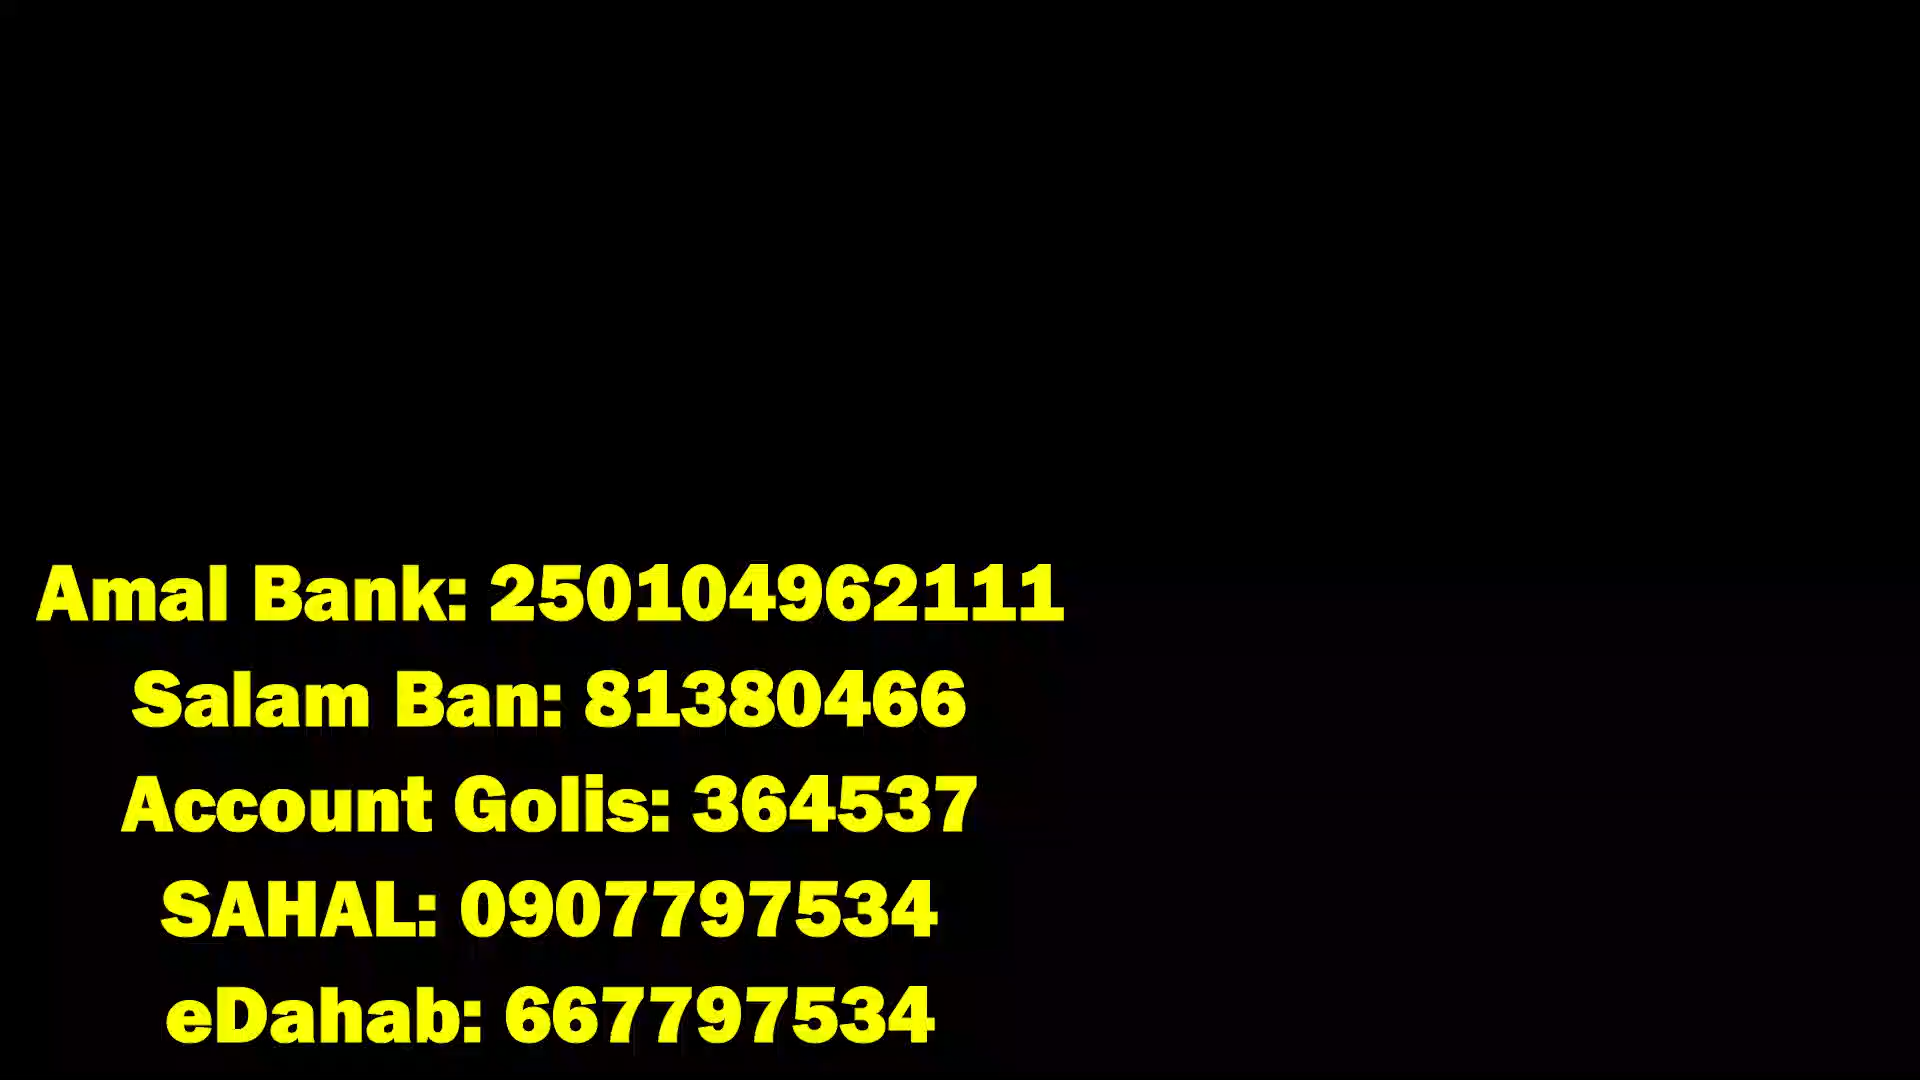 Amal Bank: 250104962111
Salam Ban: 81380466
Account Golis: 364537
SAHAL: 0907797534
eDahab: 667797534